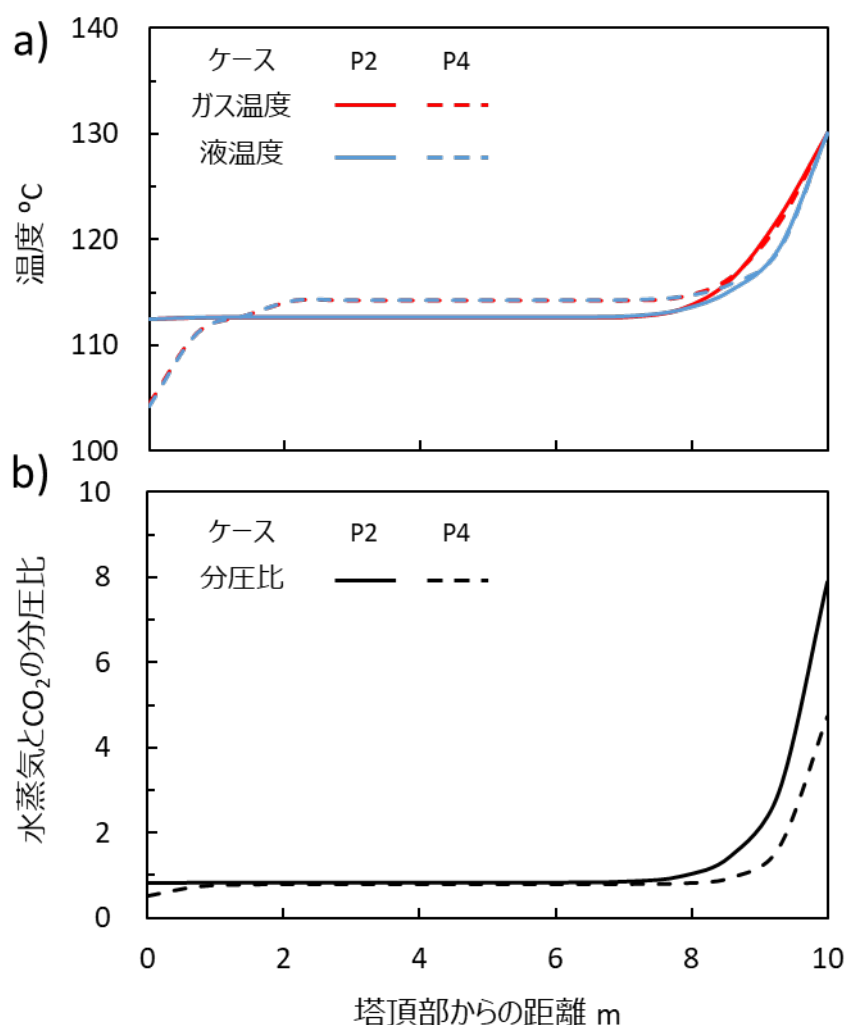 a)
140
130
120
110
100
温度 ℃
ケース P2 P4
ガス温度
液温度
b)
10
8
6
4
2
0
水蒸気とCO₂の分圧比
ケース P2 P4
分圧比
0 2 4 6 8 10
塔頂部からの距離 m